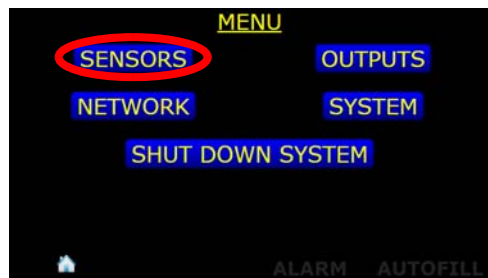 MENU
SENSORS OUTPUTS
NETWORK SYSTEM
SHUT DOWN SYSTEM
ALARM AUTOFILL